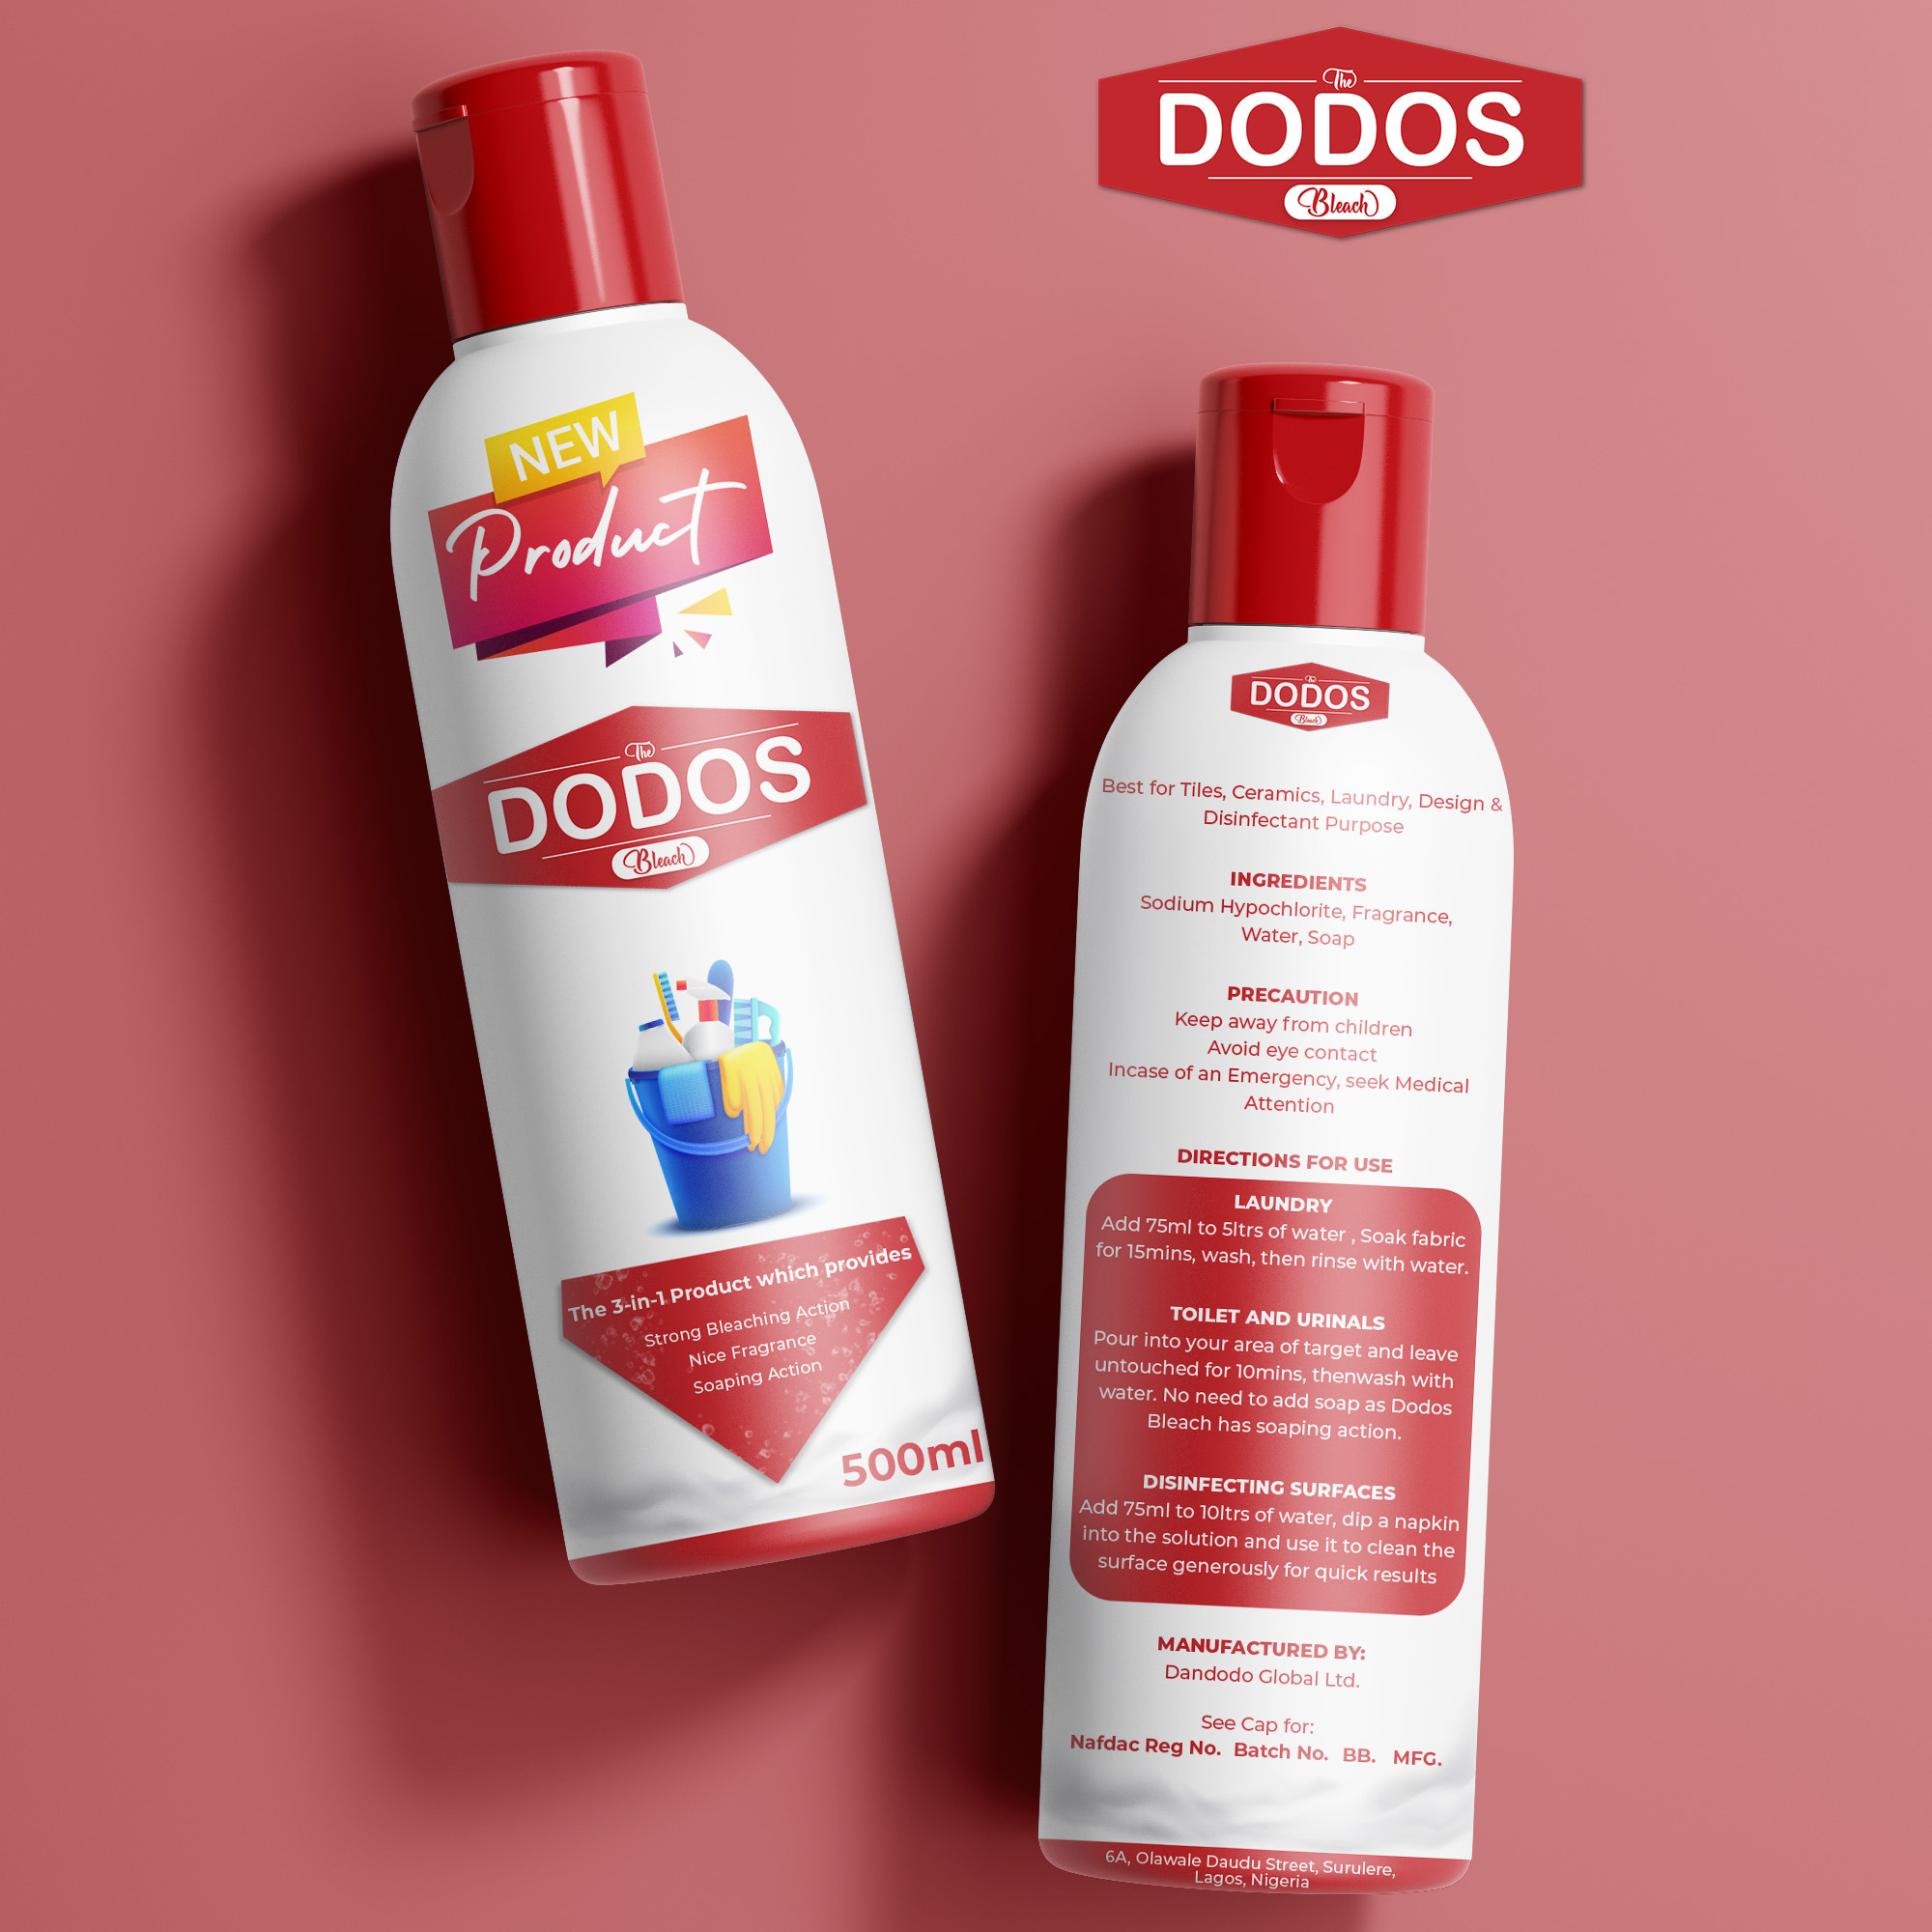 The
DODOS
Bleach
NEW
Product
The
DODOS
Bleach
The 3-in-1 Product which provides
Strong Bleaching Action
Nice Fragrance
Soaping Action
500ml
The
DODOS
Bleach
Best for Tiles, Ceramics, Laundry, Design &
Disinfectant Purpose
INGREDIENTS
Sodium Hypochlorite, Fragrance,
Water, Soap
PRECAUTION
Keep away from children
Avoid eye contact
Incase of an Emergency, seek Medical
Attention
DIRECTIONS FOR USE
LAUNDRY
Add 75ml to 5ltrs of water , Soak fabric
for 15mins, wash, then rinse with water.
TOILET AND URINALS
Pour into your area of target and leave
untouched for 10mins, thenwash with
water. No need to add soap as Dodos
Bleach has soaping action.
DISINFECTING SURFACES
Add 75ml to 10ltrs of water, dip a napkin
into the solution and use it to clean the
surface generously for quick results
MANUFACTURED BY:
Dandodo Global Ltd.
See Cap for:
Nafdac Reg No. Batch No. BB. MFG.
6A, Olawale Daudu Street, Surulere,
Lagos, Nigeria